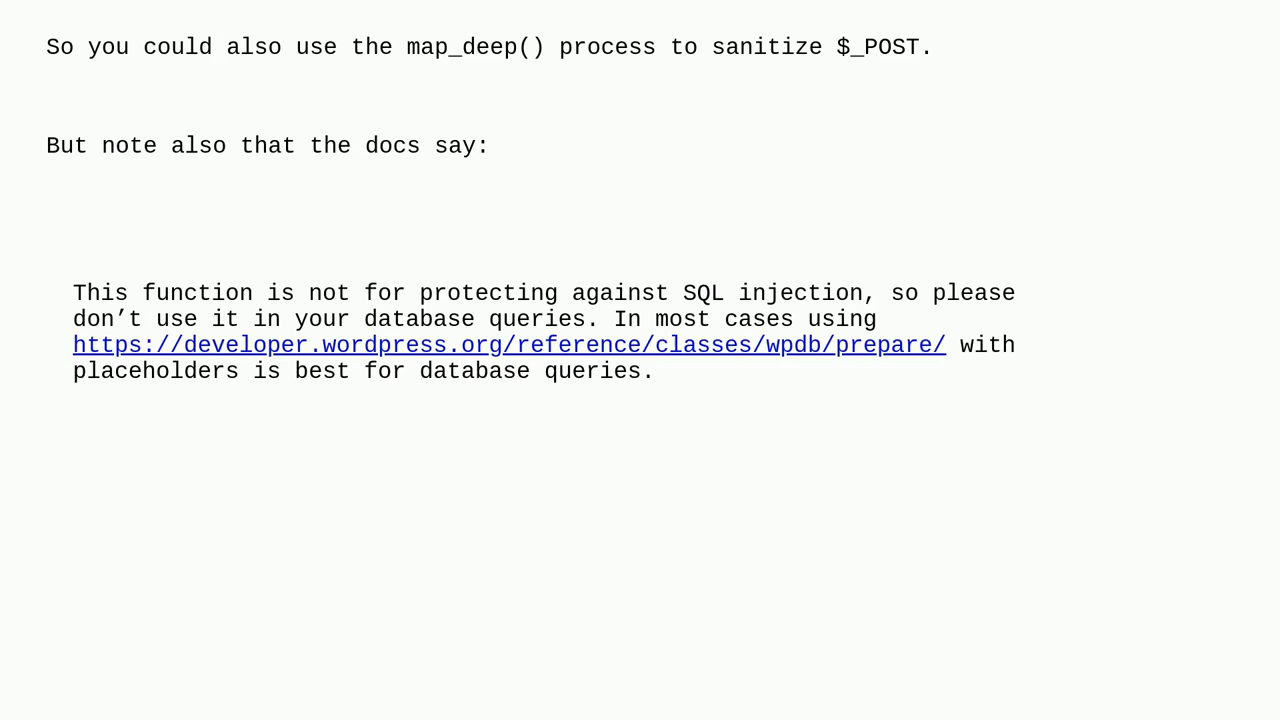 So you could also use the map_deep() process to sanitize $_POST.
But note also that the docs say:
This function is not for protecting against SQL injection, so please
don’t use it in your database queries. In most cases using
https://developer.wordpress.org/reference/classes/wpdb/prepare/ with
placeholders is best for database queries.